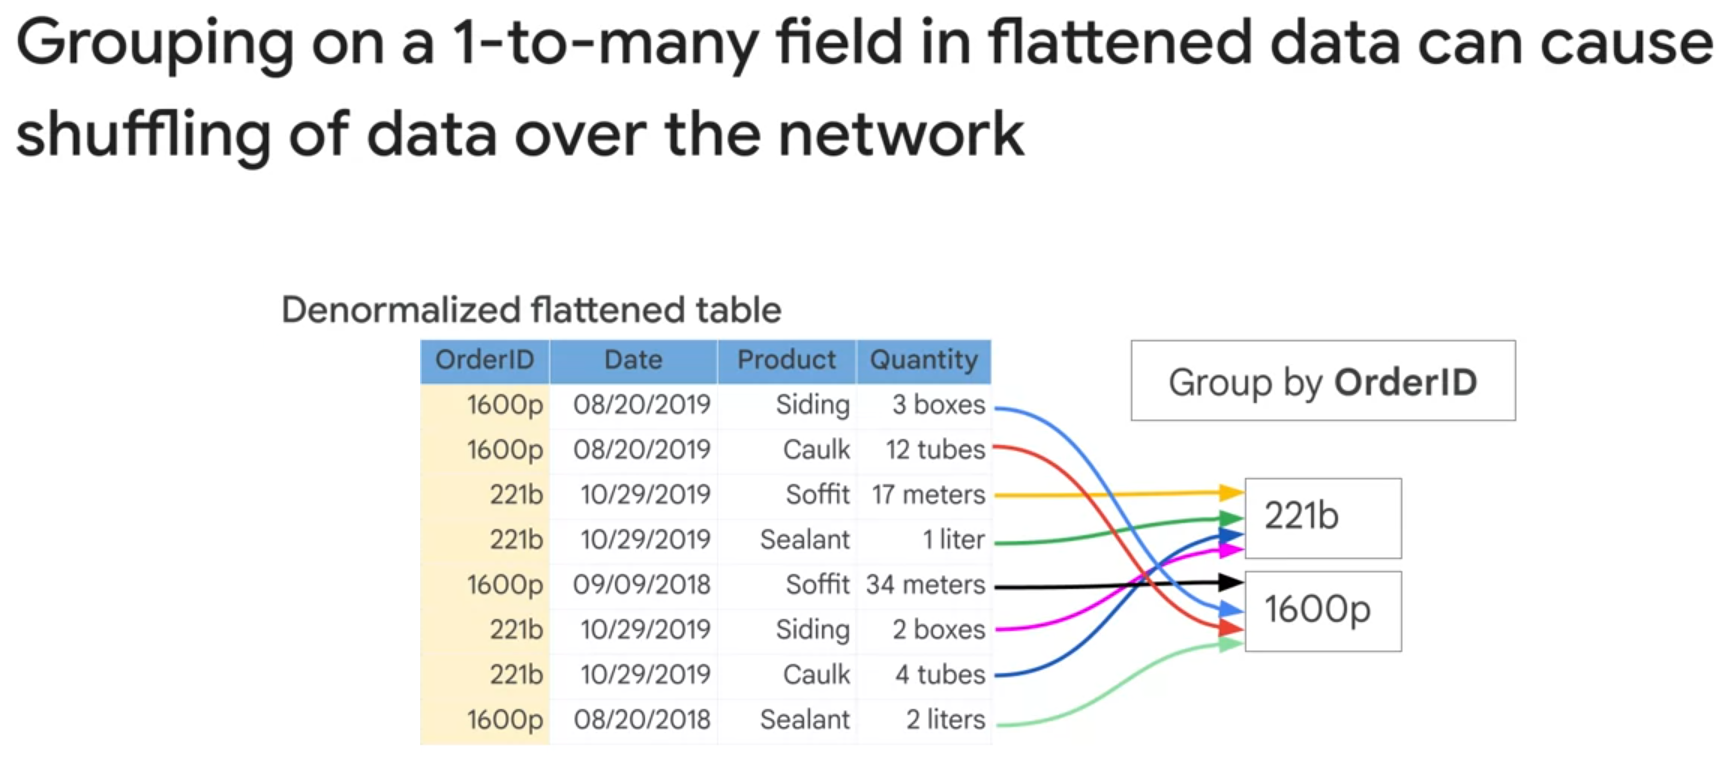 Grouping on a 1-to-many field in flattened data can cause
shuffling of data over the network
Denormalized flattened table
OrderID Date Product Quantity
1600p 08/20/2019 Siding 3 boxes
1600p 08/20/2019 Caulk 12 tubes
221b 10/29/2019 Soffit 17 meters
221b 10/29/2019 Sealant 1 liter
1600p 09/09/2018 Soffit 34 meters
221b 10/29/2019 Siding 2 boxes
221b 10/29/2019 Caulk 4 tubes
1600p 08/20/2018 Sealant 2 liters
Group by OrderID
221b
1600p